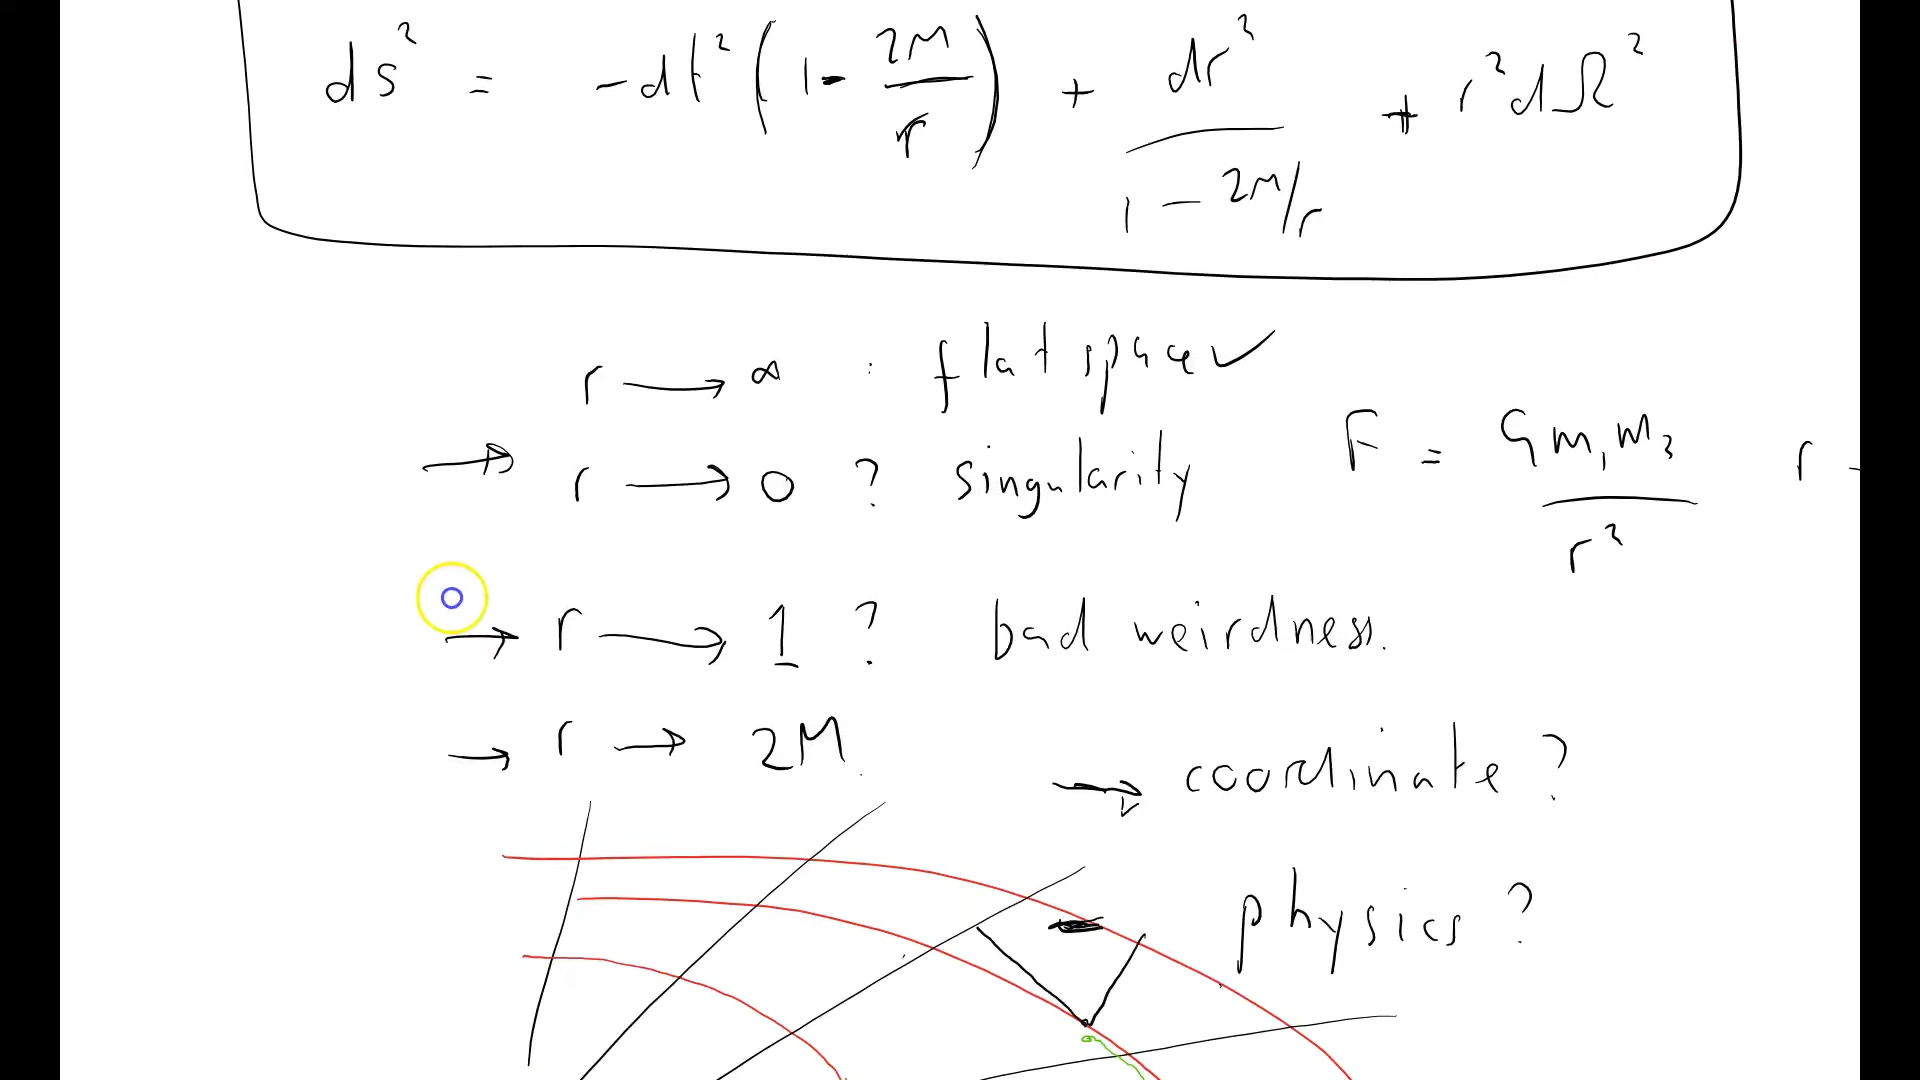 ds² = -dt² (1 - 2M/r) + dr²/(1 - 2M/r) + r²dΩ²
r → ∞ : flat space ✓
→ r → 0 ? singularity
F = Gm₁m₂/r²
r -
→ r → 1 ? bad weirdness.
→ r → 2M
→ coordinate ?
physics ?